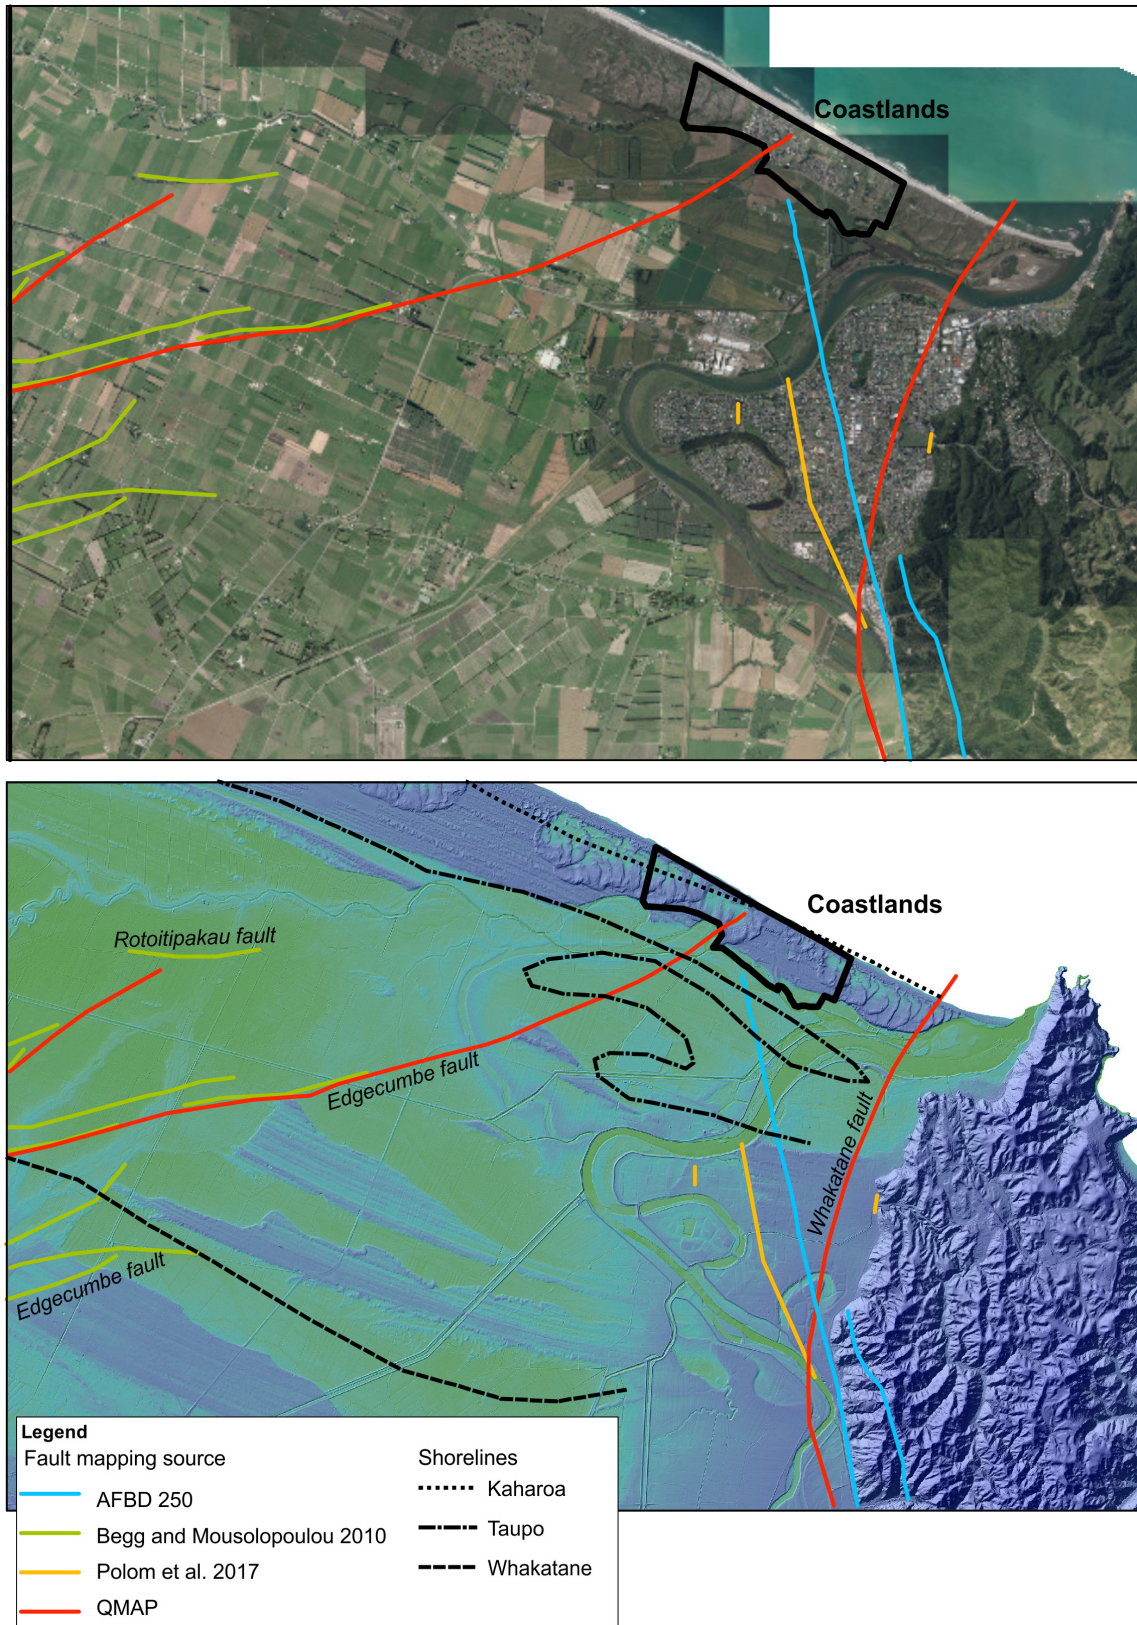 Coastlands
Coastlands
Rotoitipakau fault
Edgecumbe fault
Whakatane fault
Edgecumbe fault
Legend
Fault mapping source
AFBD 250
Begg and Mousolopoulou 2010
Polom et al. 2017
QMAP
Shorelines
Kaharoa
Taupo
Whakatane